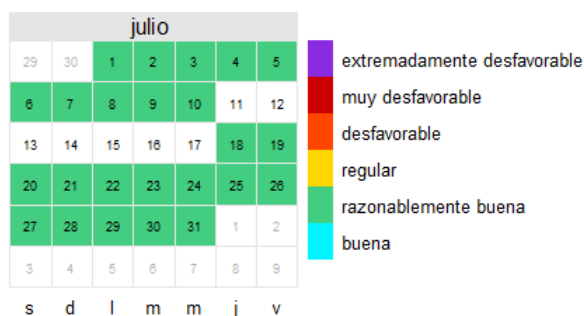 julio
29 30 1 2 3 4 5
6 7 8 9 10 11 12
13 14 15 16 17 18 19
20 21 22 23 24 25 26
27 28 29 30 31 1 2
3 4 5 6 7 8 9
s d l m m j v
extremadamente desfavorable
muy desfavorable
desfavorable
regular
razonablemente buena
buena